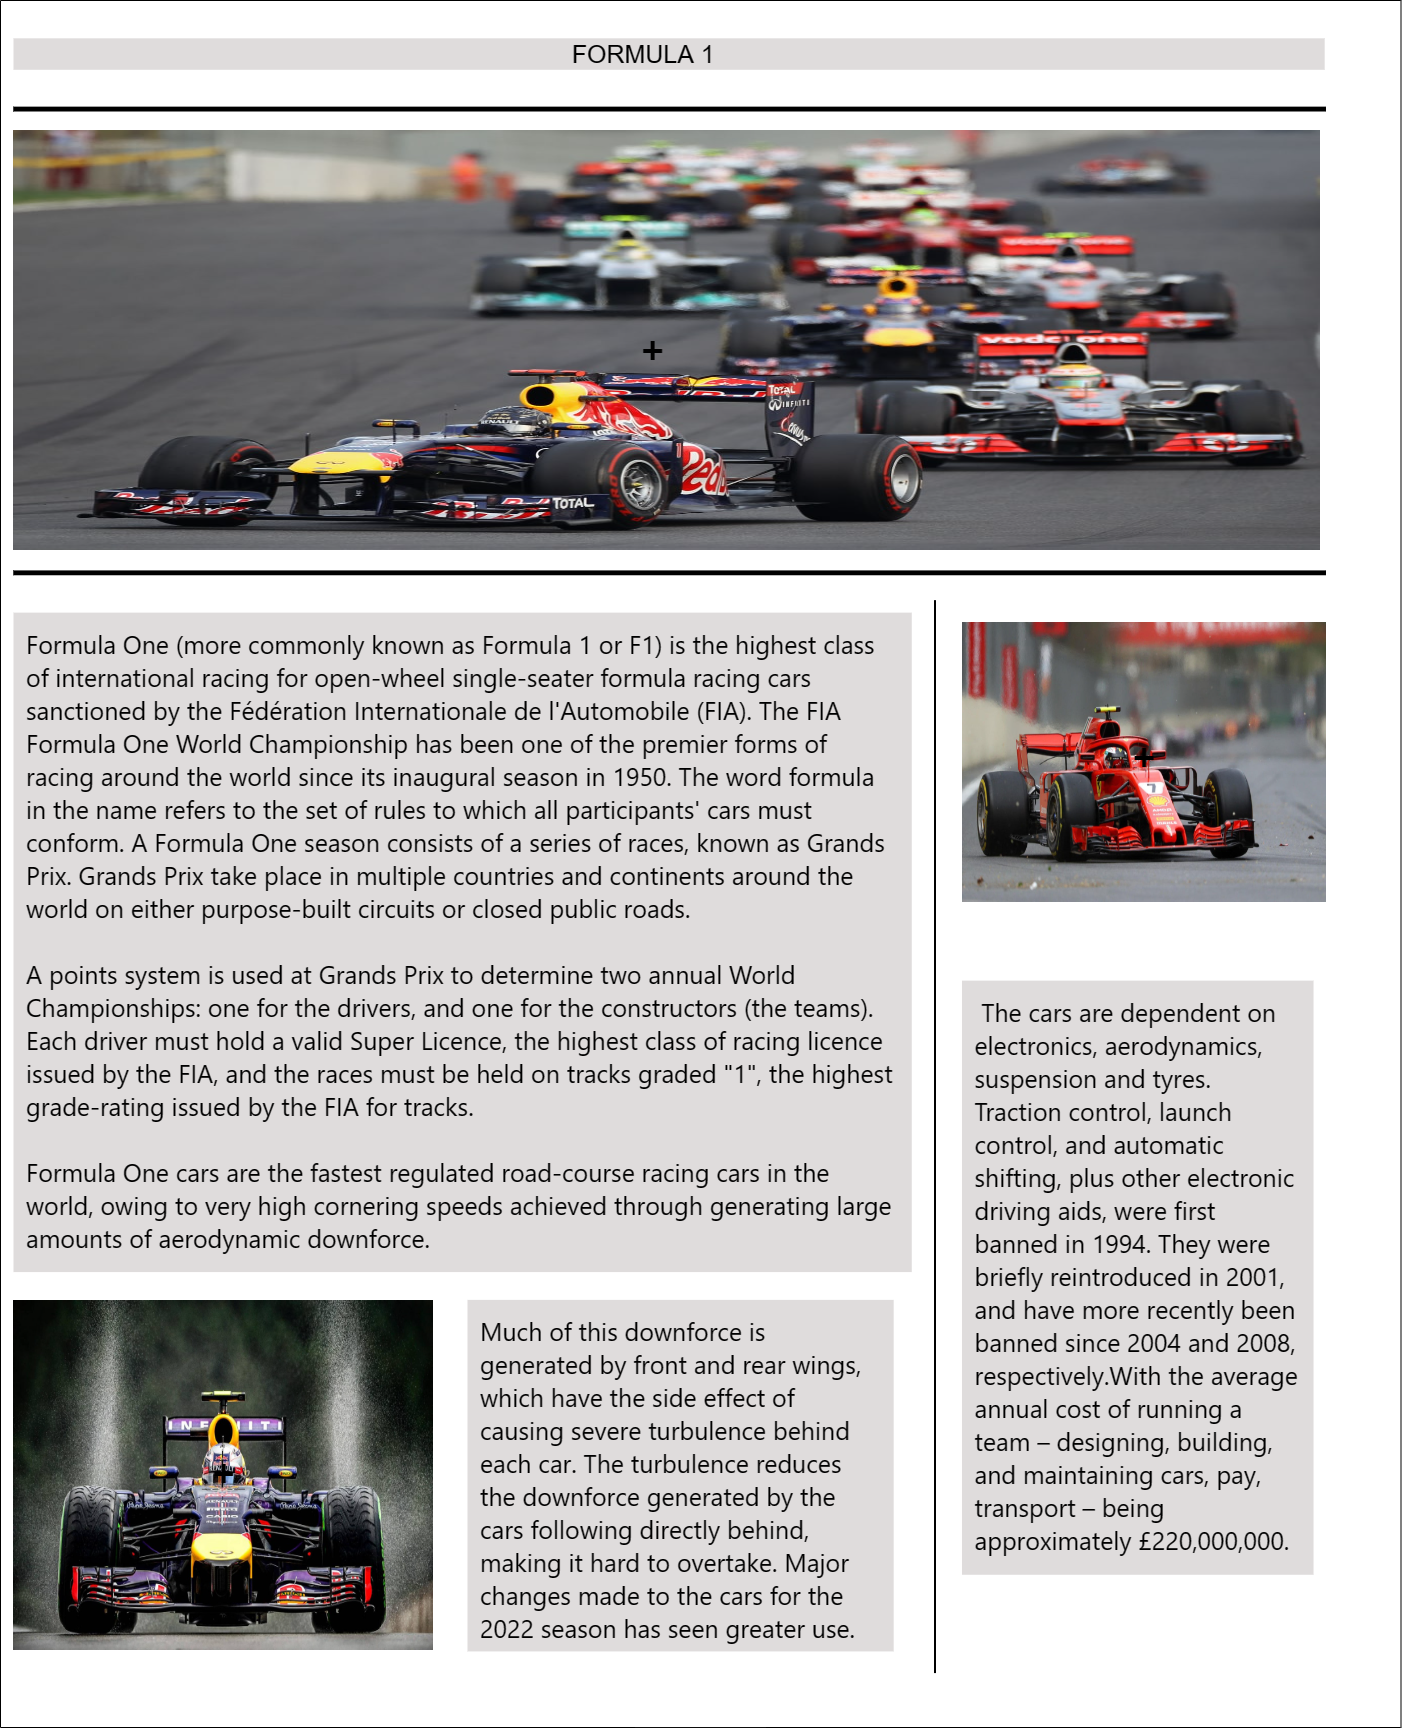 FORMULA 1
vodafone
TOTAL
INFINITI
RENAULT
Red
TOTAL
P ZERO
Formula One (more commonly known as Formula 1 or F1) is the highest class
of international racing for open-wheel single-seater formula racing cars
sanctioned by the Fédération Internationale de l'Automobile (FIA). The FIA
Formula One World Championship has been one of the premier forms of
racing around the world since its inaugural season in 1950. The word formula
in the name refers to the set of rules to which all participants' cars must
conform. A Formula One season consists of a series of races, known as Grands
Prix. Grands Prix take place in multiple countries and continents around the
world on either purpose-built circuits or closed public roads.
A points system is used at Grands Prix to determine two annual World
Championships: one for the drivers, and one for the constructors (the teams).
Each driver must hold a valid Super Licence, the highest class of racing licence
issued by the FIA, and the races must be held on tracks graded "1", the highest
grade-rating issued by the FIA for tracks.
Formula One cars are the fastest regulated road-course racing cars in the
world, owing to very high cornering speeds achieved through generating large
amounts of aerodynamic downforce.
INFINITI
Much of this downforce is
generated by front and rear wings,
which have the side effect of
causing severe turbulence behind
each car. The turbulence reduces
the downforce generated by the
cars following directly behind,
making it hard to overtake. Major
changes made to the cars for the
2022 season has seen greater use.
7
The cars are dependent on
electronics, aerodynamics,
suspension and tyres.
Traction control, launch
control, and automatic
shifting, plus other electronic
driving aids, were first
banned in 1994. They were
briefly reintroduced in 2001,
and have more recently been
banned since 2004 and 2008,
respectively.With the average
annual cost of running a
team – designing, building,
and maintaining cars, pay,
transport – being
approximately £220,000,000.